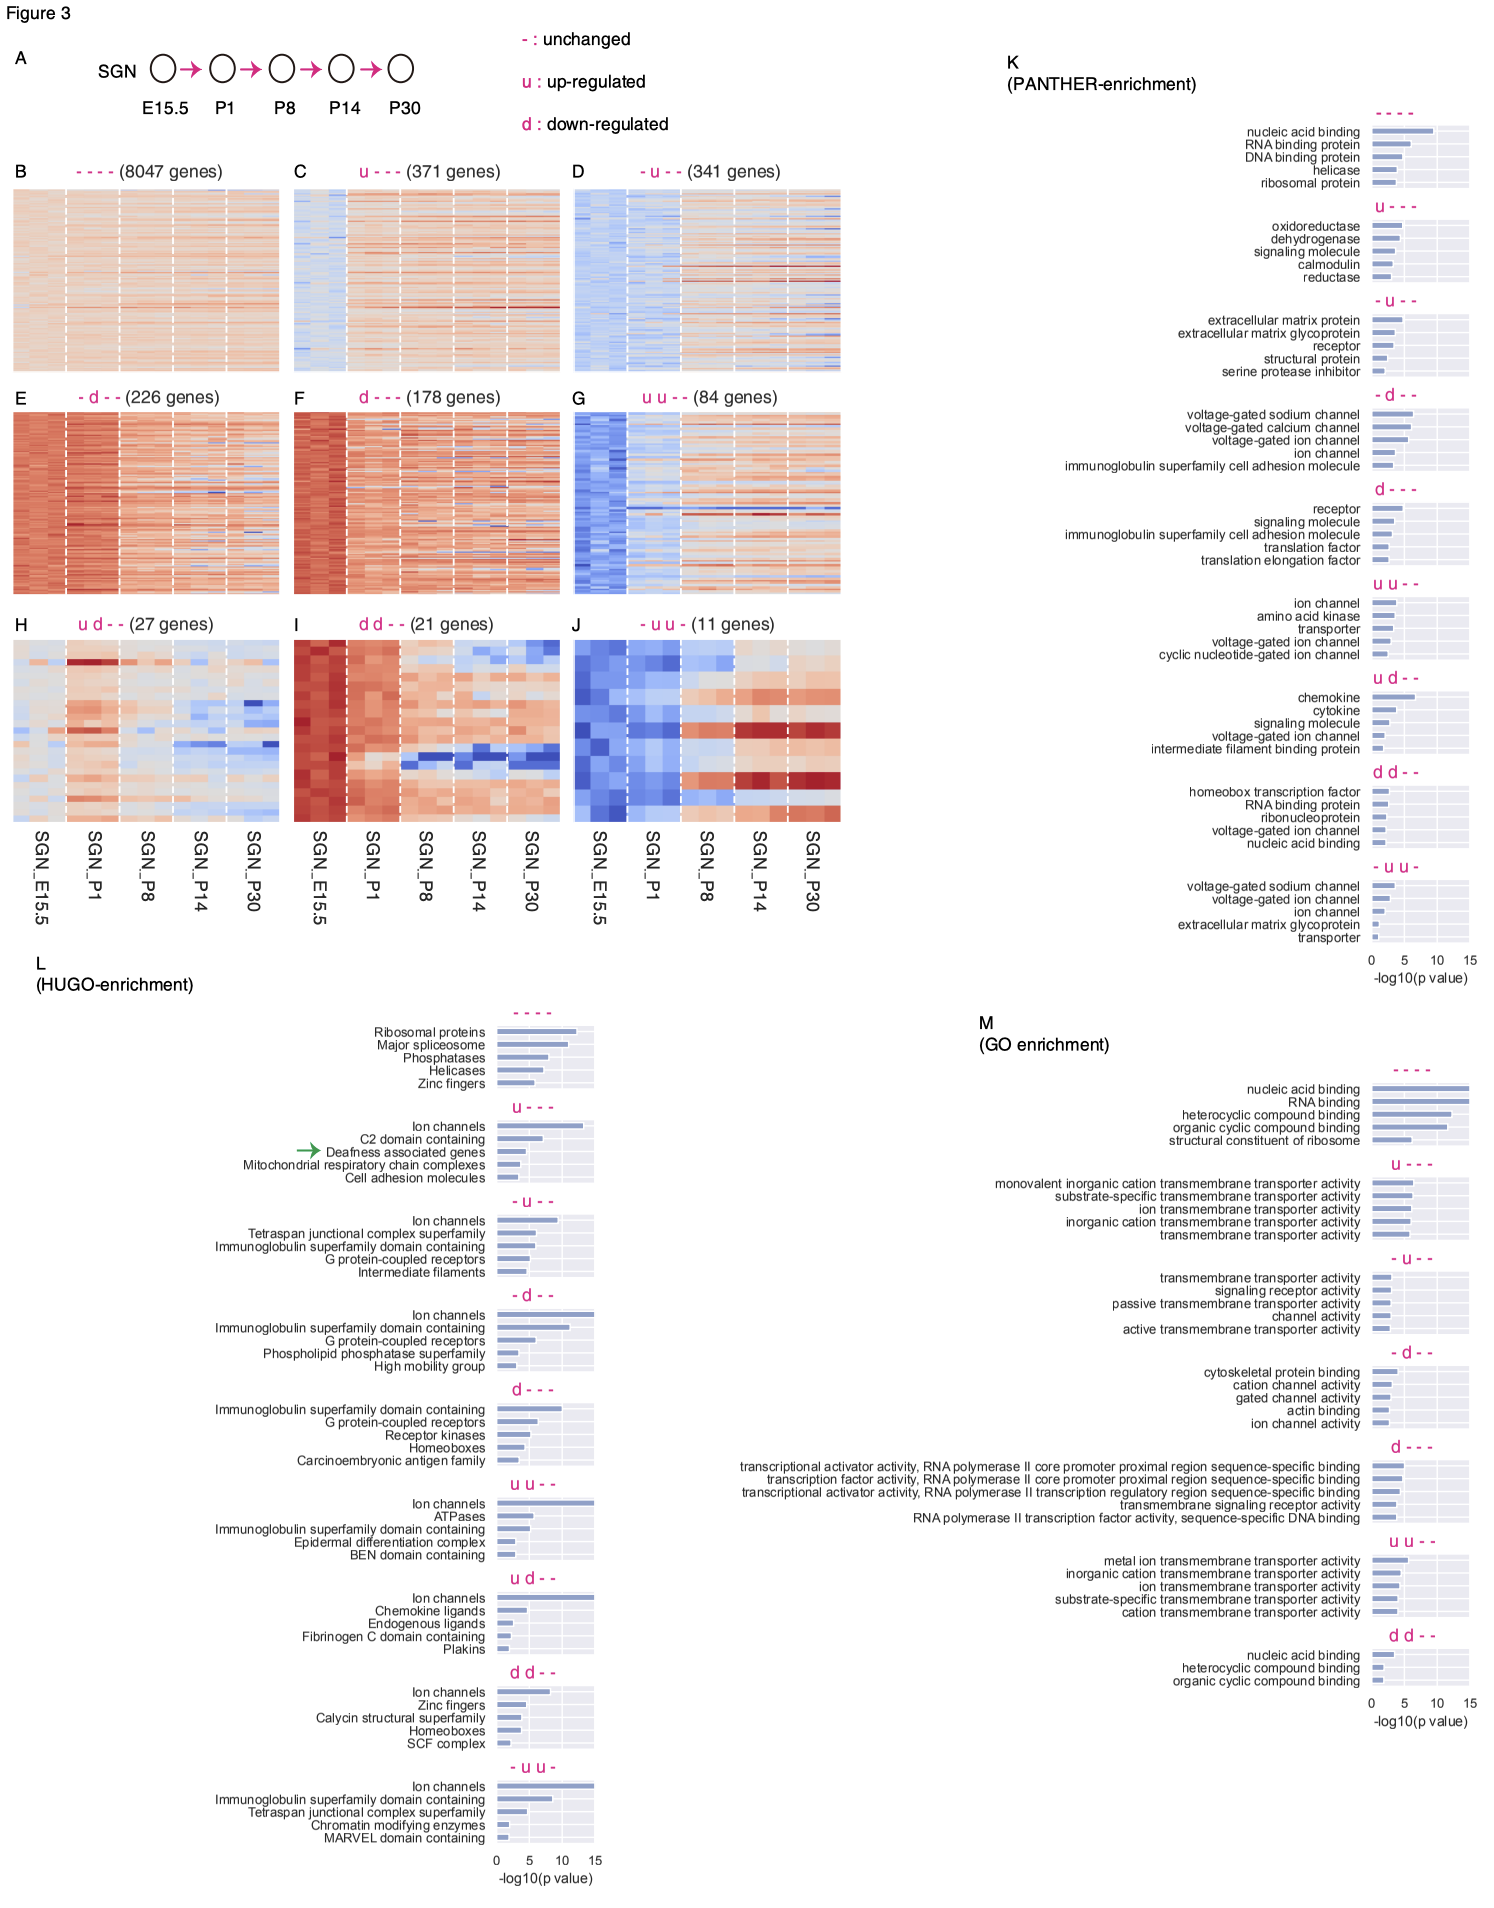 Figure 3
A
SGN
E15.5 P1 P8 P14 P30
- : unchanged
u : up-regulated
d : down-regulated
B - - - - (8047 genes)
C u - - - (371 genes)
D - u - - (341 genes)
E - d - - (226 genes)
F d - - - (178 genes)
G u u - - (84 genes)
H u d - - (27 genes)
I d d - - (21 genes)
J - u u - (11 genes)
SGN_E15.5
SGN_P1
SGN_P8
SGN_P14
SGN_P30
SGN_E15.5
SGN_P1
SGN_P8
SGN_P14
SGN_P30
SGN_E15.5
SGN_P1
SGN_P8
SGN_P14
SGN_P30
K
(PANTHER-enrichment)
- - - -
nucleic acid binding
RNA binding protein
DNA binding protein
helicase
ribosomal protein
u - - -
oxidoreductase
dehydrogenase
signaling molecule
calmodulin
reductase
- u - -
extracellular matrix protein
extracellular matrix glycoprotein
receptor
structural protein
serine protease inhibitor
- d - -
voltage-gated sodium channel
voltage-gated calcium channel
voltage-gated ion channel
ion channel
immunoglobulin superfamily cell adhesion molecule
d - - -
receptor
signaling molecule
immunoglobulin superfamily cell adhesion molecule
translation factor
translation elongation factor
u u - -
ion channel
amino acid kinase
transporter
voltage-gated ion channel
cyclic nucleotide-gated ion channel
u d - -
chemokine
cytokine
signaling molecule
voltage-gated ion channel
intermediate filament binding protein
d d - -
homeobox transcription factor
RNA binding protein
ribonucleoprotein
voltage-gated ion channel
nucleic acid binding
- u u -
voltage-gated sodium channel
voltage-gated ion channel
ion channel
extracellular matrix glycoprotein
transporter
0 5 10 15
-log10(p value)
L
(HUGO-enrichment)
- - - -
Ribosomal proteins
Major spliceosome
Phosphatases
Helicases
Zinc fingers
u - - -
Ion channels
C2 domain containing
Deafness associated genes
Mitochondrial respiratory chain complexes
Cell adhesion molecules
- u - -
Ion channels
Tetraspan junctional complex superfamily
Immunoglobulin superfamily domain containing
G protein-coupled receptors
Intermediate filaments
- d - -
Ion channels
Immunoglobulin superfamily domain containing
G protein-coupled receptors
Phospholipid phosphatase superfamily
High mobility group
d - - -
Immunoglobulin superfamily domain containing
G protein-coupled receptors
Receptor kinases
Homeoboxes
Carcinoembryonic antigen family
u u - -
Ion channels
ATPases
Immunoglobulin superfamily domain containing
Epidermal differentiation complex
BEN domain containing
u d - -
Ion channels
Chemokine ligands
Endogenous ligands
Fibrinogen C domain containing
Plakins
d d - -
Ion channels
Zinc fingers
Calycin structural superfamily
Homeoboxes
SCF complex
- u u -
Ion channels
Immunoglobulin superfamily domain containing
Tetraspan junctional complex superfamily
Chromatin modifying enzymes
MARVEL domain containing
0 5 10 15
-log10(p value)
M
(GO enrichment)
- - - -
nucleic acid binding
RNA binding
heterocyclic compound binding
organic cyclic compound binding
structural constituent of ribosome
u - - -
monovalent inorganic cation transmembrane transporter activity
substrate-specific transmembrane transporter activity
ion transmembrane transporter activity
inorganic cation transmembrane transporter activity
transmembrane transporter activity
- u - -
transmembrane transporter activity
signaling receptor activity
passive transmembrane transporter activity
channel activity
active transmembrane transporter activity
- d - -
cytoskeletal protein binding
cation channel activity
gated channel activity
actin binding
ion channel activity
d - - -
transcriptional activator activity, RNA polymerase II core promoter proximal region sequence-specific binding
transcription factor activity, RNA polymerase II core promoter proximal region sequence-specific binding
transcriptional activator activity, RNA polymerase II transcription regulatory region sequence-specific binding
transmembrane signaling receptor activity
RNA polymerase II transcription factor activity, sequence-specific DNA binding
u u - -
metal ion transmembrane transporter activity
inorganic cation transmembrane transporter activity
ion transmembrane transporter activity
substrate-specific transmembrane transporter activity
cation transmembrane transporter activity
d d - -
nucleic acid binding
heterocyclic compound binding
organic cyclic compound binding
0 5 10 15
-log10(p value)